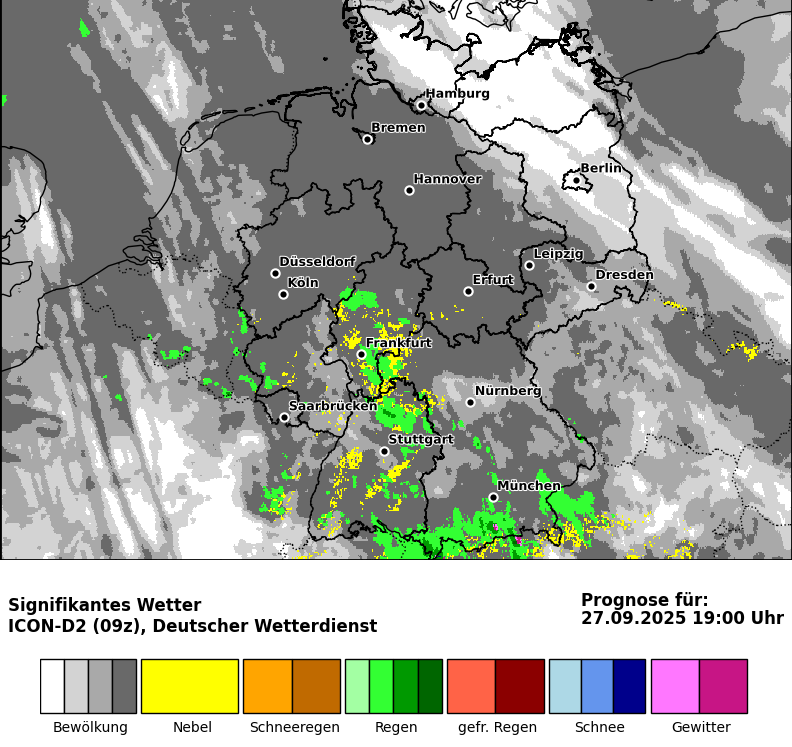 Hamburg
Bremen
Berlin
Hannover
Leipzig
Düsseldorf
Dresden
Köln
Erfurt
Frankfurt
Nürnberg
Saarbrücken
Stuttgart
München
Signifikantes Wetter
ICON-D2 (09z), Deutscher Wetterdienst
Prognose für:
27.09.2025 19:00 Uhr
Bewölkung Nebel Schneeregen Regen gefr. Regen Schnee Gewitter